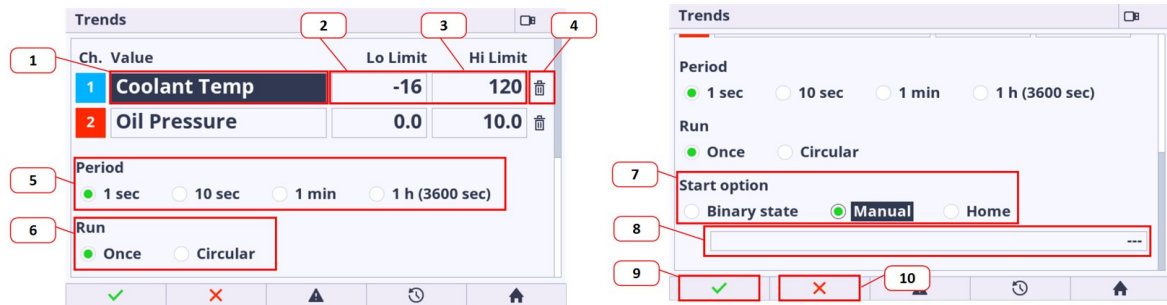 Trends
2
3
4
1
Ch. Value Lo Limit Hi Limit
1 Coolant Temp -16 120
2 Oil Pressure 0.0 10.0
5
Period
1 sec 10 sec 1 min 1 h (3600 sec)
6
Run
Once Circular
Trends
Period
1 sec 10 sec 1 min 1 h (3600 sec)
Run
Once Circular
7
Start option
Binary state Manual Home
8
---
9
10